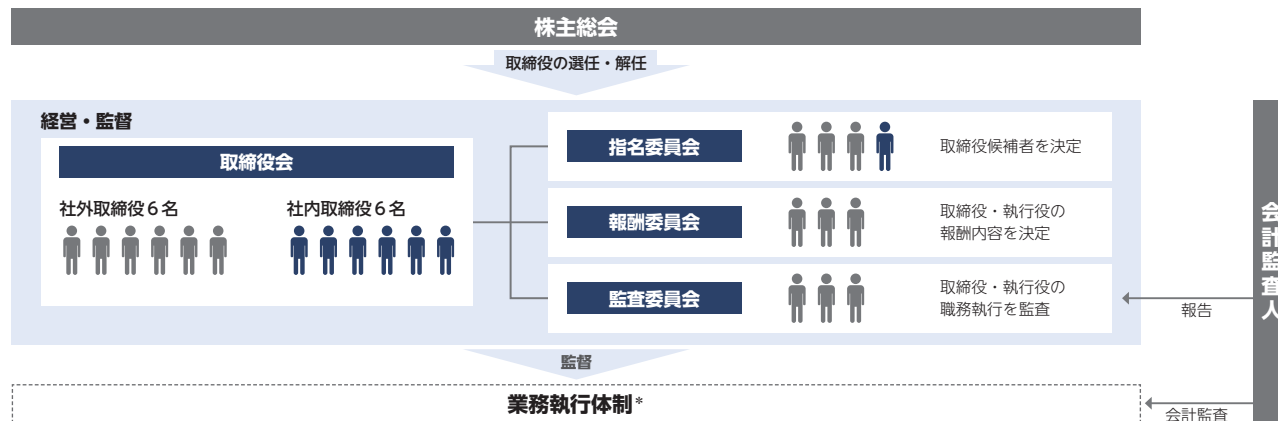 株主総会
取締役の選任・解任
経営・監督
取締役会
社外取締役6名
社内取締役6名
指名委員会
取締役候補者を決定
報酬委員会
取締役・執行役の
報酬内容を決定
監査委員会
取締役・執行役の
職務執行を監査
報告
会計監査人
監督
業務執行体制*
会計監査